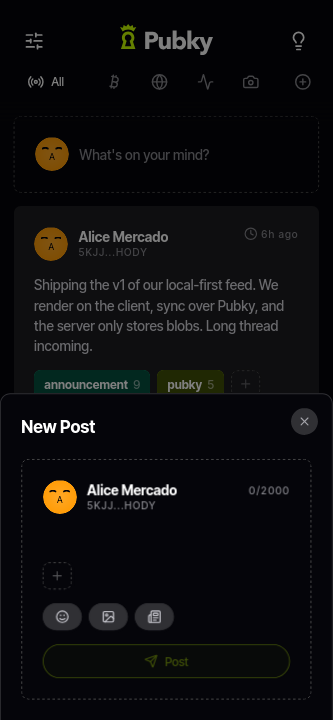 Pubky
All
What's on your mind?
Alice Mercado
6h ago
5KJJ...HODY
Shipping the v1 of our local-first feed. We
render on the client, sync over Pubky, and
the server only stores blobs. Long thread
incoming.
announcement 9
pubky 5
New Post
Alice Mercado
0/2000
5KJJ...HODY
Post